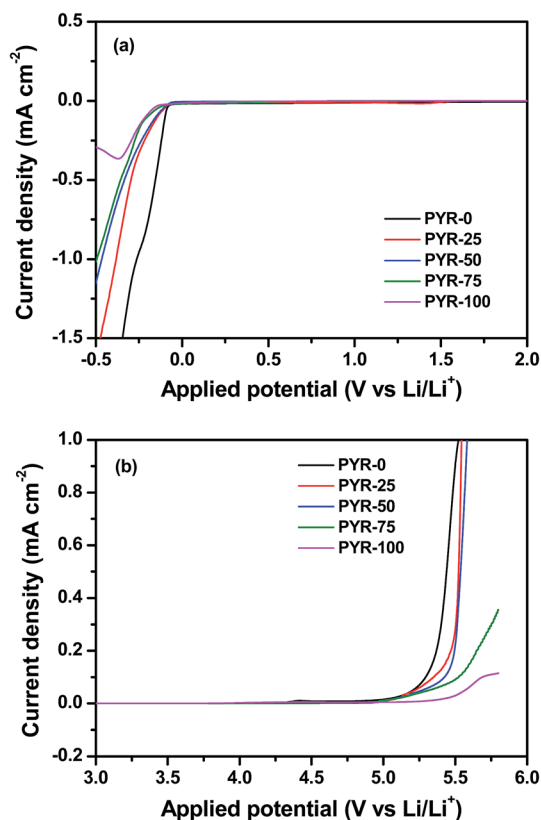 (a)
Current density (mA cm-2)
0.5
0.0
-0.5
-1.0
-1.5
PYR-0
PYR-25
PYR-50
PYR-75
PYR-100
-0.5 0.0 0.5 1.0 1.5 2.0
Applied potential (V vs Li/Li+)
(b)
Current density (mA cm-2)
1.0
0.8
0.6
0.4
0.2
0.0
-0.2
PYR-0
PYR-25
PYR-50
PYR-75
PYR-100
3.0 3.5 4.0 4.5 5.0 5.5 6.0
Applied potential (V vs Li/Li+)